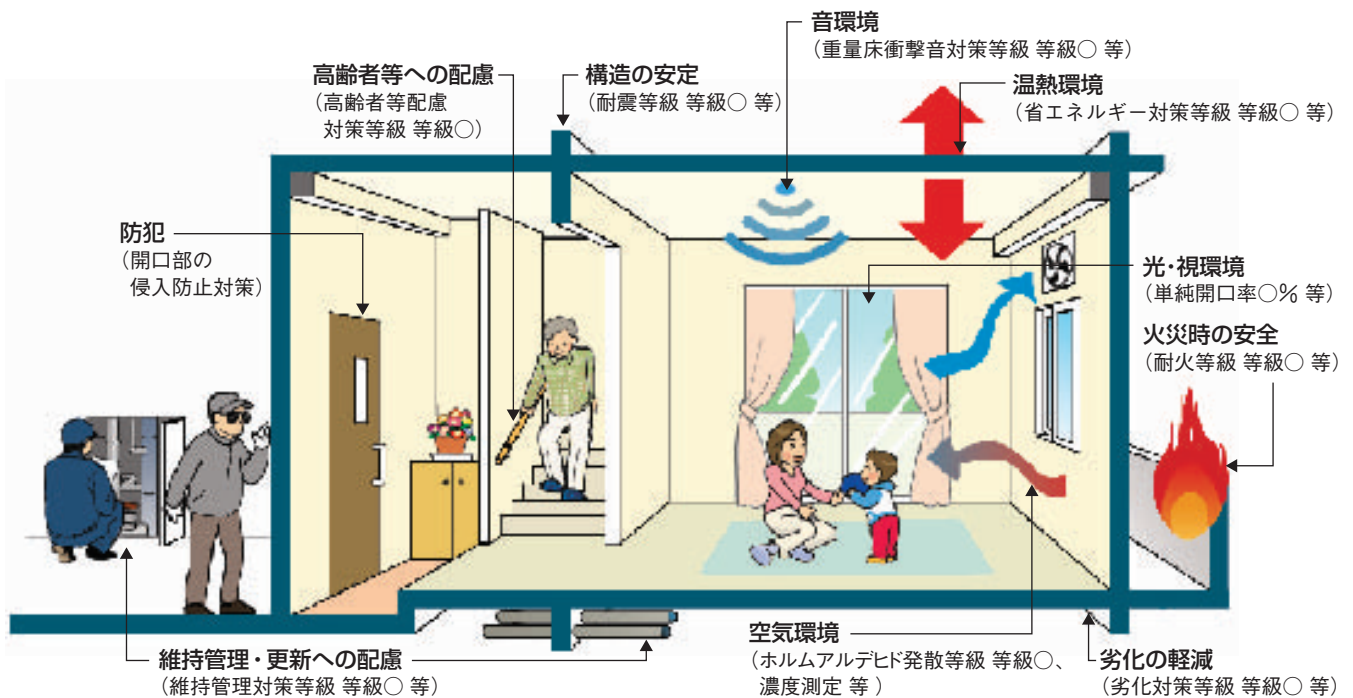 音環境
（重量床衝撃音対策等級 等級○ 等）
高齢者等への配慮
（高齢者等配慮
対策等級 等級○）
構造の安定
（耐震等級 等級○ 等）
温熱環境
（省エネルギー対策等級 等級○ 等）
防犯
（開口部の
侵入防止対策）
光・視環境
（単純開口率○% 等）
火災時の安全
（耐火等級 等級○ 等）
維持管理・更新への配慮
（維持管理対策等級 等級○ 等）
空気環境
（ホルムアルデヒド発散等級 等級○、
濃度測定 等 ）
劣化の軽減
（劣化対策等級 等級○ 等）